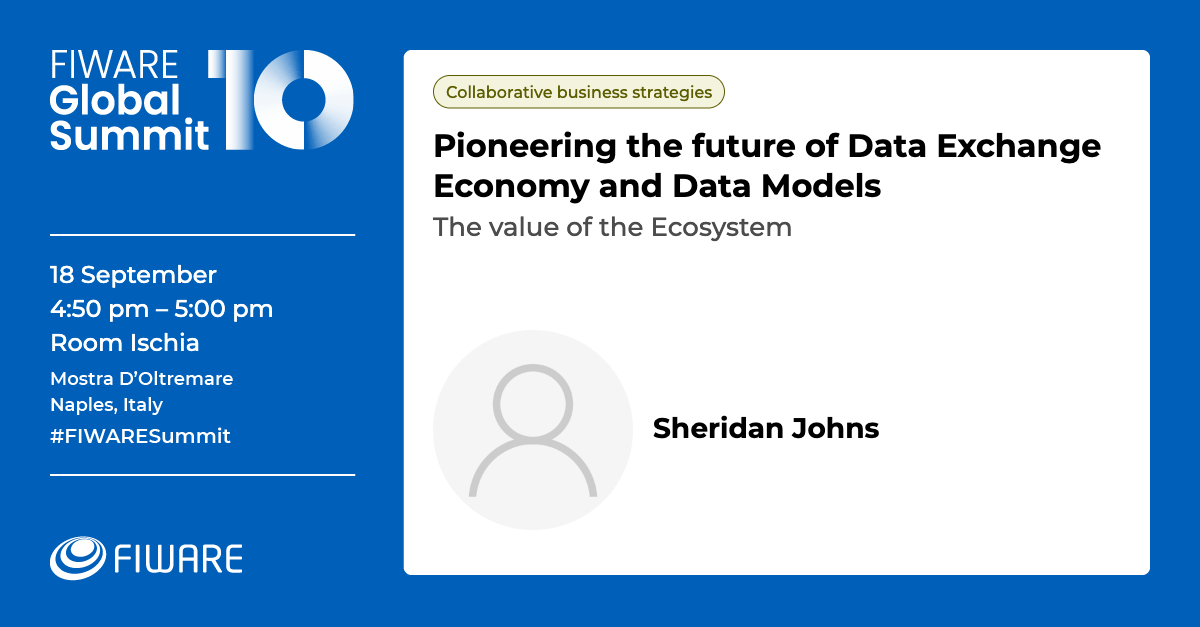 FIWARE
Global
Summit
10
18 September
4:50 pm – 5:00 pm
Room Ischia
Mostra D’Oltremare
Naples, Italy
#FIWARESummit
FIWARE
Collaborative business strategies
Pioneering the future of Data Exchange
Economy and Data Models
The value of the Ecosystem
Sheridan Johns